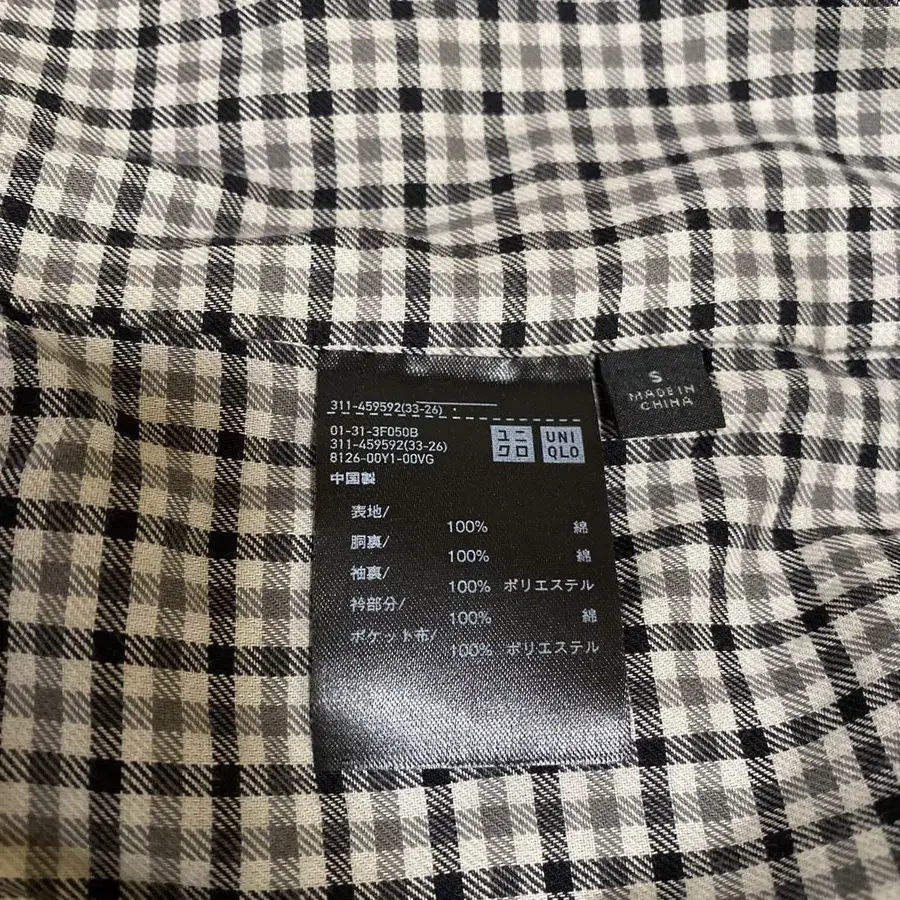 311-459592(33-26)
01-31-3F050B
311-459592(33-26)
8126-00Y1-00VG
中国製
ユニ
クロ
UNI
QLO
表地/
100% 綿
胴裏/
100% 綿
袖裏/
100% ポリエステル
衿部分/
100% 綿
ポケット布/
100% ポリエステル
S
MADE IN
CHINA